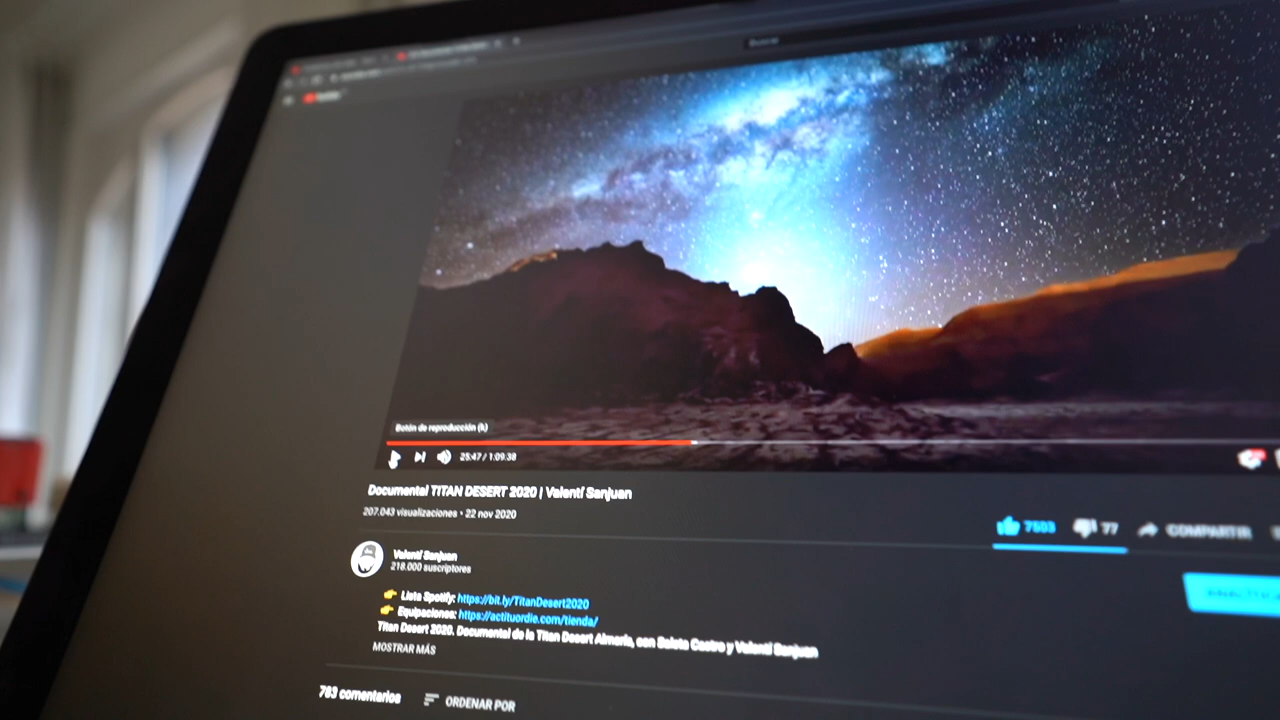 Buscar
Botón de reproducción (k)
25:47 / 1:09:38
Documental TITAN DESERT 2020 | Valentí Sanjuan
207.043 visualizaciones • 22 nov 2020
7503
77
COMPARTIR
Valentí Sanjuan
218.000 suscriptores
👉 Lista Spotify: https://bit.ly/TitanDesert2020
👉 Equipaciones: https://actituordie.com/tienda/
Titan Desert 2020. Documental de la Titan Desert Almería, con Saleta Castro y Valentí Sanjuan
MOSTRAR MÁS
763 comentarios
ORDENAR POR